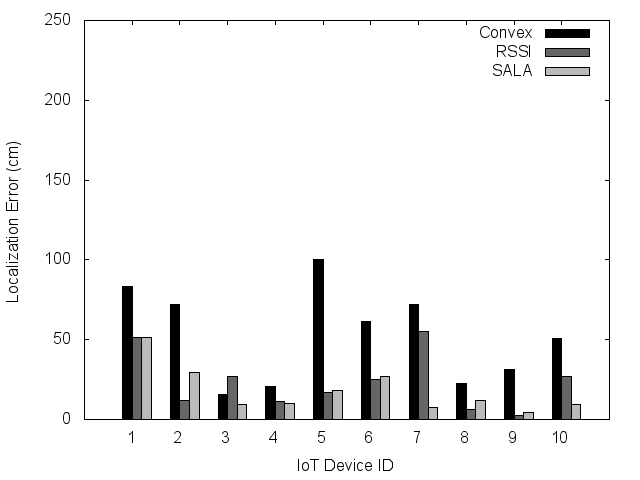 250
200
150
100
50
0
Localization Error (cm)
Convex
RSSI
SALA
1 2 3 4 5 6 7 8 9 10
IoT Device ID